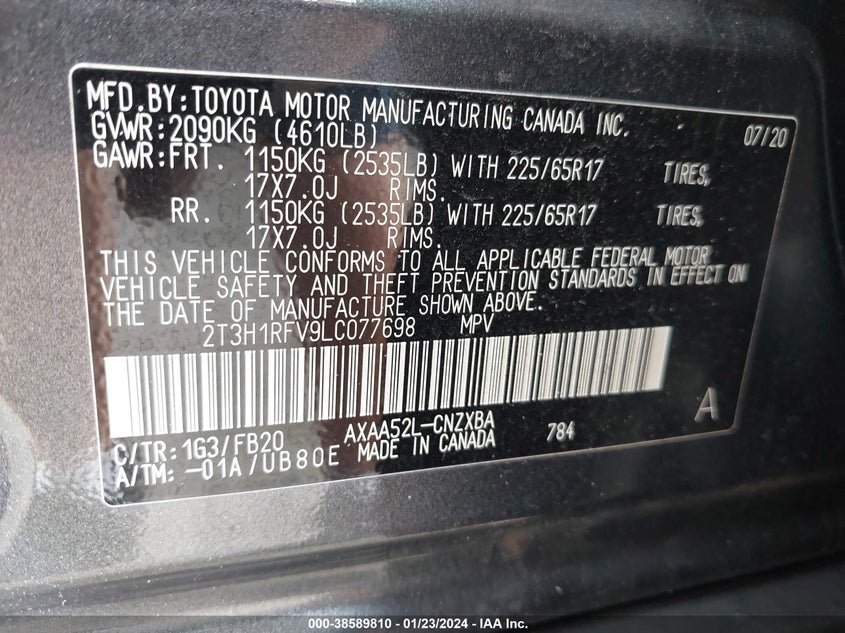 MFD.BY:TOYOTA MOTOR MANUFACTURING CANADA INC. 07/20
GVWR:2090KG (4610LB)
GAWR:FRT. 1150KG (2535LB) WITH 225/65R17 TIRES,
17X7.0J RIMS.
RR. 1150KG (2535LB) WITH 225/65R17 TIRES,
17X7.0J RIMS.
THIS VEHICLE CONFORMS TO ALL APPLICABLE FEDERAL MOTOR
VEHICLE SAFETY AND THEFT PREVENTION STANDARDS IN EFFECT ON
THE DATE OF MANUFACTURE SHOWN ABOVE.
2T3H1RFV9LC077698 MPV
A
C/TR:1G3/FB20 AXAA52L-CNZXBA 784
A/TM:-01A/UB80E MADE IN CANADA
000-38589810 - 01/23/2024 - IAA Inc.